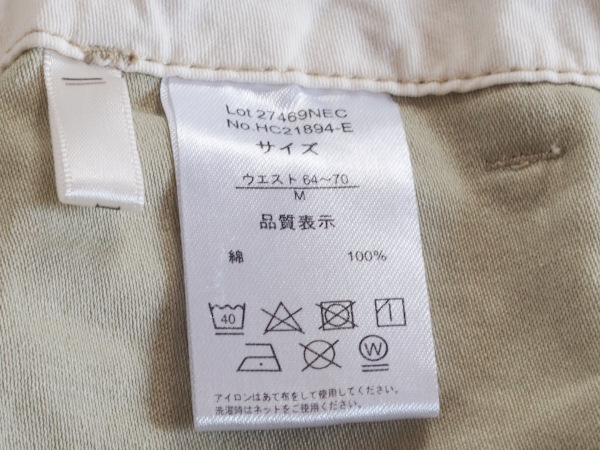 Lot 27469NEC
No.HC21894-E
サイズ
ウエスト 64〜70
M
品質表示
綿 100%
40
W
アイロンはあて布をして使用してください。
洗濯時はネットをご使用ください。